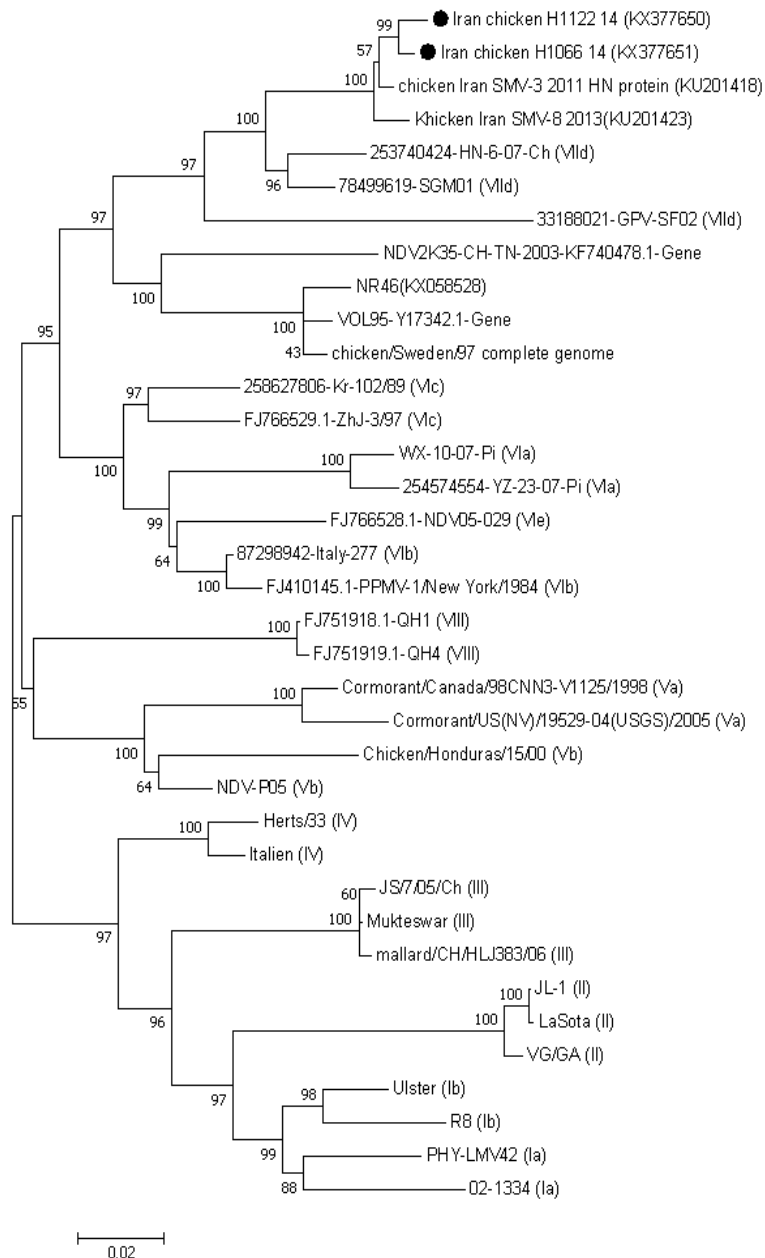 99
Iran chicken H1122 14 (KX377650)
57
Iran chicken H1066 14 (KX377651)
100
chicken Iran SMV-3 2011 HN protein (KU201418)
Khicken Iran SMV-8 2013(KU201423)
100
253740424-HN-6-07-Ch (VIId)
97
96
78499619-SGM01 (VIId)
33188021-GPV-SF02 (VIId)
97
NDV2K35-CH-TN-2003-KF740478.1-Gene
100
NR46(KX058528)
100
VOL95-Y17342.1-Gene
95
43
chicken/Sweden/97 complete genome
97
258627806-Kr-102/89 (VIc)
FJ766529.1-ZhJ-3/97 (VIc)
100
100
WX-10-07-Pi (VIa)
254574554-YZ-23-07-Pi (VIa)
99
FJ766528.1-NDV05-029 (VIe)
64
87298942-Italy-277 (VIb)
100
FJ410145.1-PPMV-1/New York/1984 (VIb)
100
FJ751918.1-QH1 (VIII)
FJ751919.1-QH4 (VIII)
55
100
Cormorant/Canada/98CNN3-V1125/1998 (Va)
Cormorant/US(NV)/19529-04(USGS)/2005 (Va)
100
Chicken/Honduras/15/00 (Vb)
64
NDV-P05 (Vb)
100
Herts/33 (IV)
Italien (IV)
97
60
JS/7/05/Ch (III)
100
Mukteswar (III)
mallard/CH/HLJ383/06 (III)
96
100
JL-1 (II)
100
LaSota (II)
VG/GA (II)
97
98
Ulster (Ib)
R8 (Ib)
99
PHY-LMV42 (Ia)
88
02-1334 (Ia)
0.02